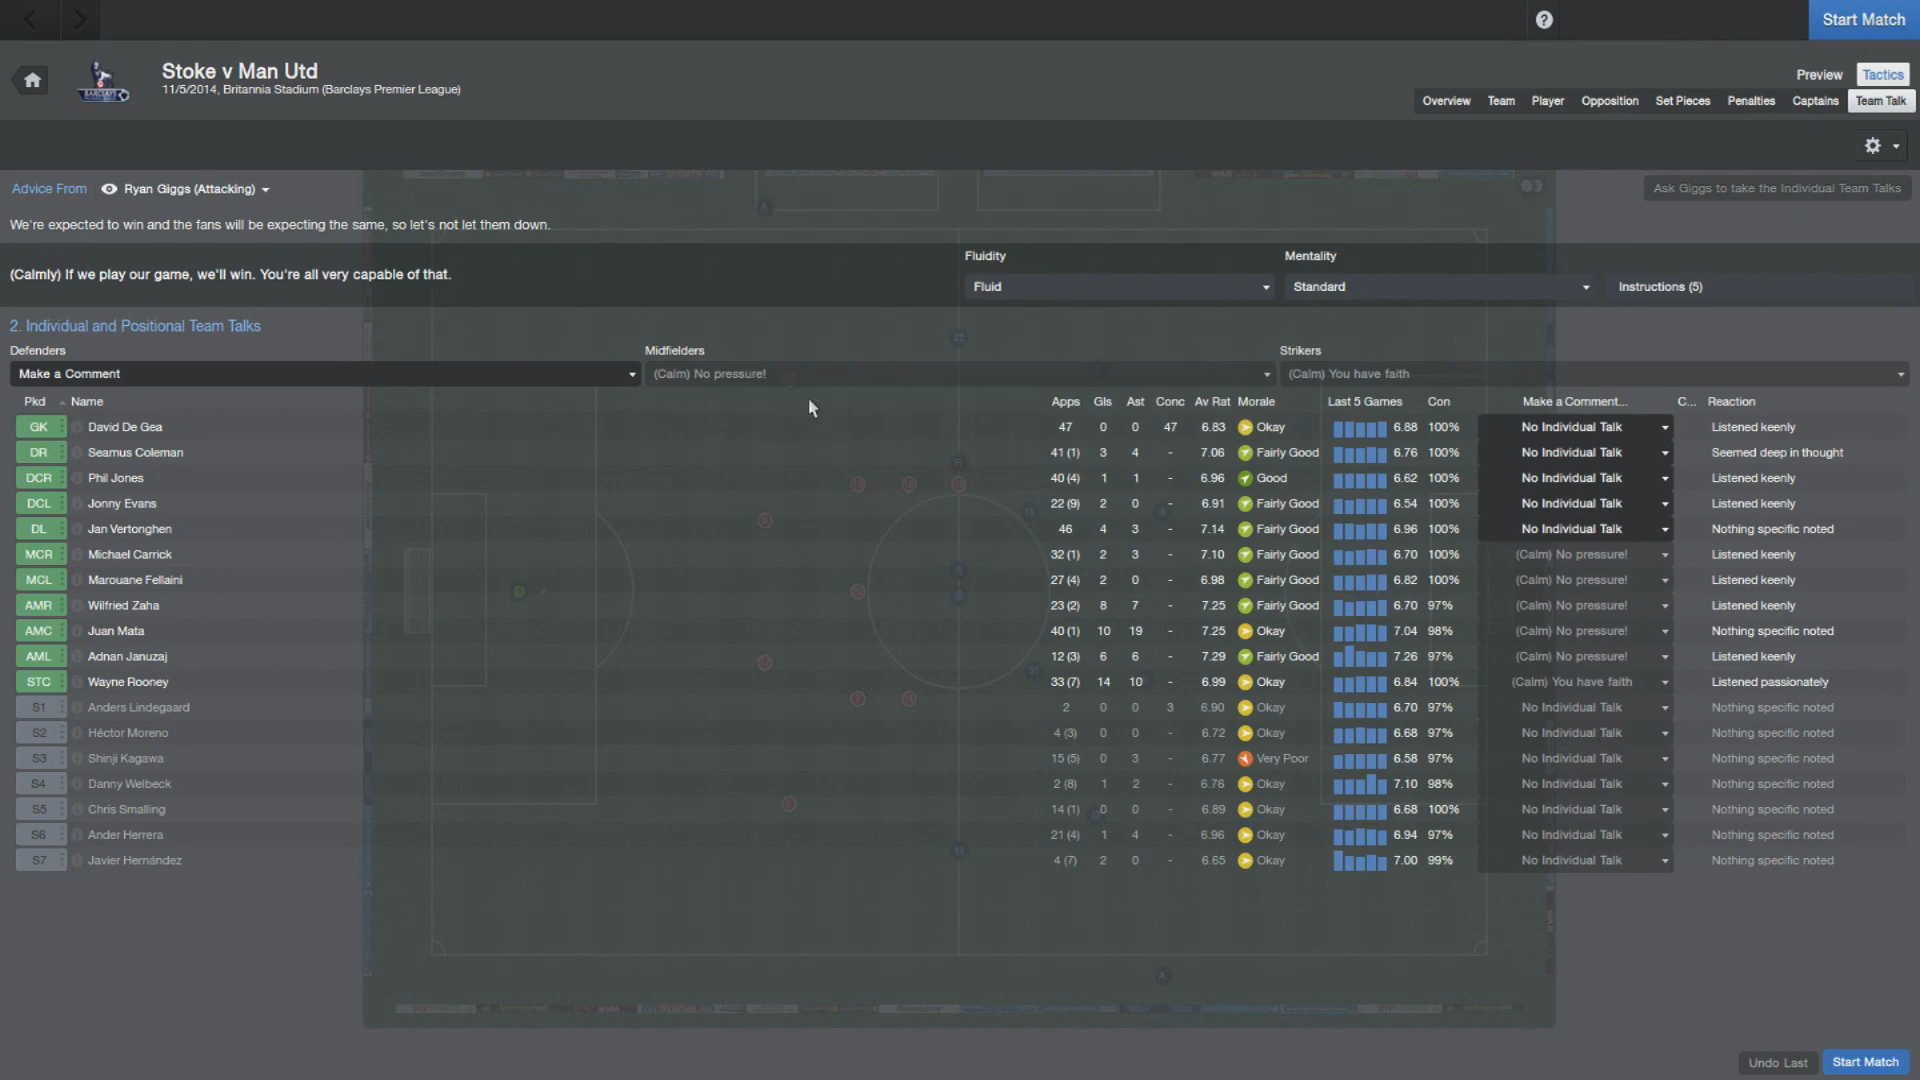 Start Match
Stoke v Man Utd
11/5/2014, Britannia Stadium (Barclays Premier League)
Preview Tactics
Overview Team Player Opposition Set Pieces Penalties Captains Team Talk
Advice From Ryan Giggs (Attacking) Ask Giggs to take the Individual Team Talks
We're expected to win and the fans will be expecting the same, so let's not let them down.
Fluidity Mentality
(Calmly) If we play our game, we'll win. You're all very capable of that.
Fluid Standard Instructions (5)
2. Individual and Positional Team Talks
Defenders Midfielders Strikers
Make a Comment (Calm) No pressure! (Calm) You have faith
Pkd Name Apps Gls Ast Conc Av Rat Morale Last 5 Games Con Make a Comment... C... Reaction
GK David De Gea 47 0 0 47 6.83 Okay 6.88 100% No Individual Talk Listened keenly
DR Seamus Coleman 41 (1) 3 4 - 7.06 Fairly Good 6.76 100% No Individual Talk Seemed deep in thought
DCR Phil Jones 40 (4) 1 1 - 6.96 Good 6.62 100% No Individual Talk Listened keenly
DCL Jonny Evans 22 (9) 2 0 - 6.91 Fairly Good 6.54 100% No Individual Talk Listened keenly
DL Jan Vertonghen 46 4 3 - 7.14 Fairly Good 6.96 100% No Individual Talk Nothing specific noted
MCR Michael Carrick 32 (1) 2 3 - 7.10 Fairly Good 6.70 100% (Calm) No pressure! Listened keenly
MCL Marouane Fellaini 27 (4) 2 0 - 6.98 Fairly Good 6.82 100% (Calm) No pressure! Listened keenly
AMR Wilfried Zaha 23 (2) 8 7 - 7.25 Fairly Good 6.70 97% (Calm) No pressure! Listened keenly
AMC Juan Mata 40 (1) 10 19 - 7.25 Okay 7.04 98% (Calm) No pressure! Nothing specific noted
AML Adnan Januzaj 12 (3) 6 6 - 7.29 Fairly Good 7.26 97% (Calm) No pressure! Listened keenly
STC Wayne Rooney 33 (7) 14 10 - 6.99 Okay 6.84 100% (Calm) You have faith Listened passionately
S1 Anders Lindegaard 2 0 0 3 6.90 Okay 6.70 97% No Individual Talk Nothing specific noted
S2 Héctor Moreno 4 (3) 0 0 - 6.72 Okay 6.68 97% No Individual Talk Nothing specific noted
S3 Shinji Kagawa 15 (5) 0 3 - 6.77 Very Poor 6.58 97% No Individual Talk Nothing specific noted
S4 Danny Welbeck 2 (8) 1 2 - 6.76 Okay 7.10 98% No Individual Talk Nothing specific noted
S5 Chris Smalling 14 (1) 0 0 - 6.89 Okay 6.68 100% No Individual Talk Nothing specific noted
S6 Ander Herrera 21 (4) 1 4 - 6.96 Okay 6.94 97% No Individual Talk Nothing specific noted
S7 Javier Hernández 4 (7) 2 0 - 6.65 Okay 7.00 99% No Individual Talk Nothing specific noted
Undo Last Start Match